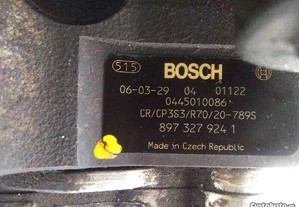 515 BOSCH
06-03-29 04 01122
0445010086
CR/CP3S3/R70/20-789S
897 327 924 1
Made in Czech Republic